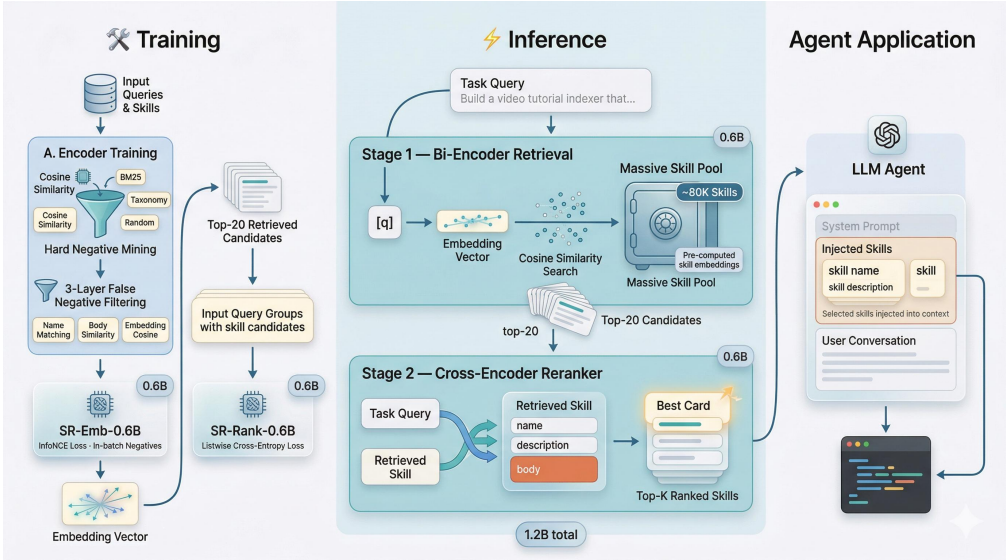 Training
Input
Queries
& Skills
A. Encoder Training
Cosine
Similarity
BM25
Taxonomy
Cosine
Similarity
Random
Hard Negative Mining
3-Layer False
Negative Filtering
Name
Matching
Body
Similarity
Embedding
Cosine
0.6B
SR-Emb-0.6B
InfoNCE Loss · In-batch Negatives
Embedding Vector
Top-20 Retrieved
Candidates
Input Query Groups
with skill candidates
0.6B
SR-Rank-0.6B
Listwise Cross-Entropy Loss
Inference
Task Query
Build a video tutorial indexer that...
0.6B
Stage 1 — Bi-Encoder Retrieval
[q]
Embedding
Vector
Cosine Similarity
Search
Massive Skill Pool
~80K Skills
Pre-computed
skill embeddings
Massive Skill Pool
top-20
Top-20 Candidates
0.6B
Stage 2 — Cross-Encoder Reranker
Task Query
Retrieved
Skill
Retrieved Skill
name
description
body
Best Card
Top-K Ranked Skills
1.2B total
Agent Application
LLM Agent
System Prompt
Injected Skills
skill name
skill description
skill
Selected skills injected into context
User Conversation